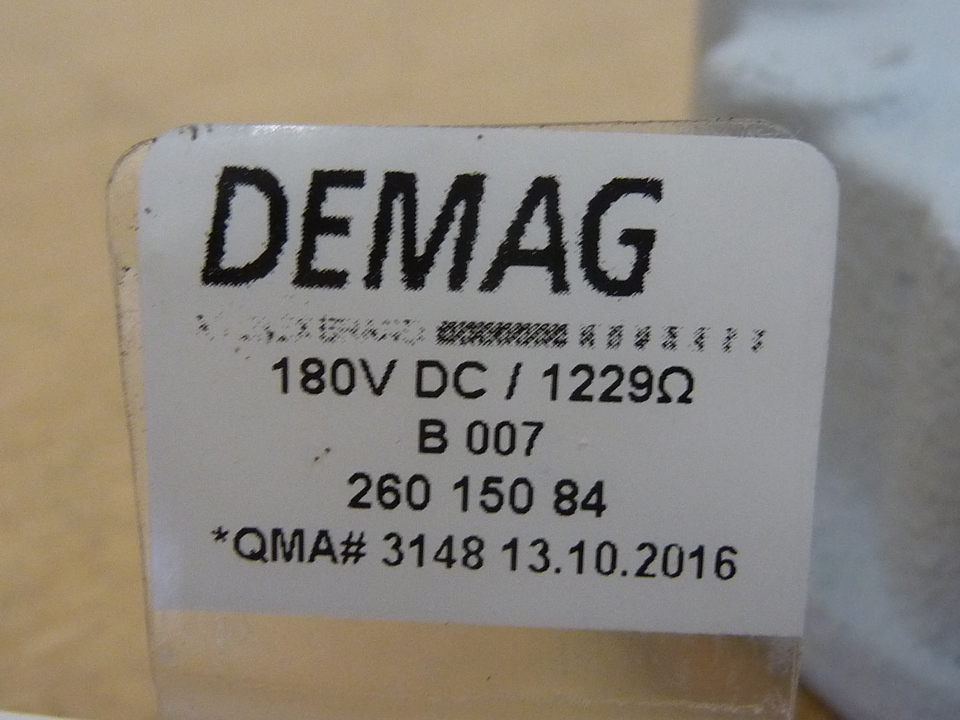 DEMAG
180V DC / 1229Ω
B 007
260 150 84
*QMA# 3148 13.10.2016